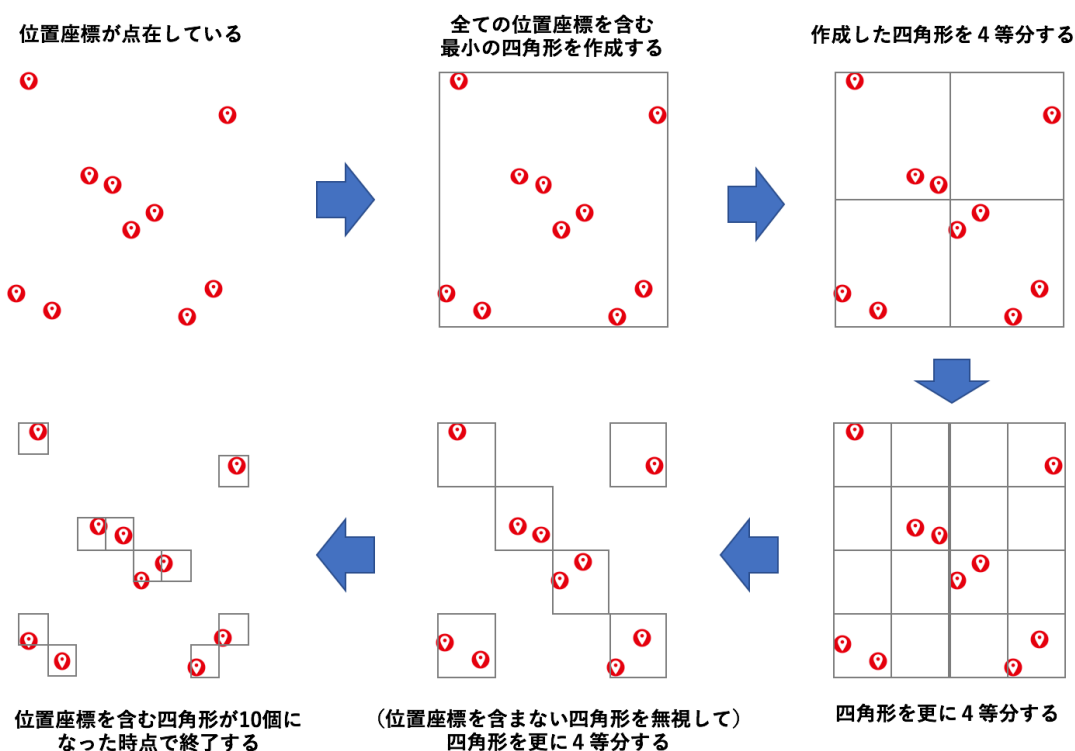 位置座標が点在している
全ての位置座標を含む
最小の四角形を作成する
作成した四角形を４等分する
四角形を更に４等分する
（位置座標を含まない四角形を無視して）
四角形を更に４等分する
位置座標を含む四角形が10個に
なった時点で終了する